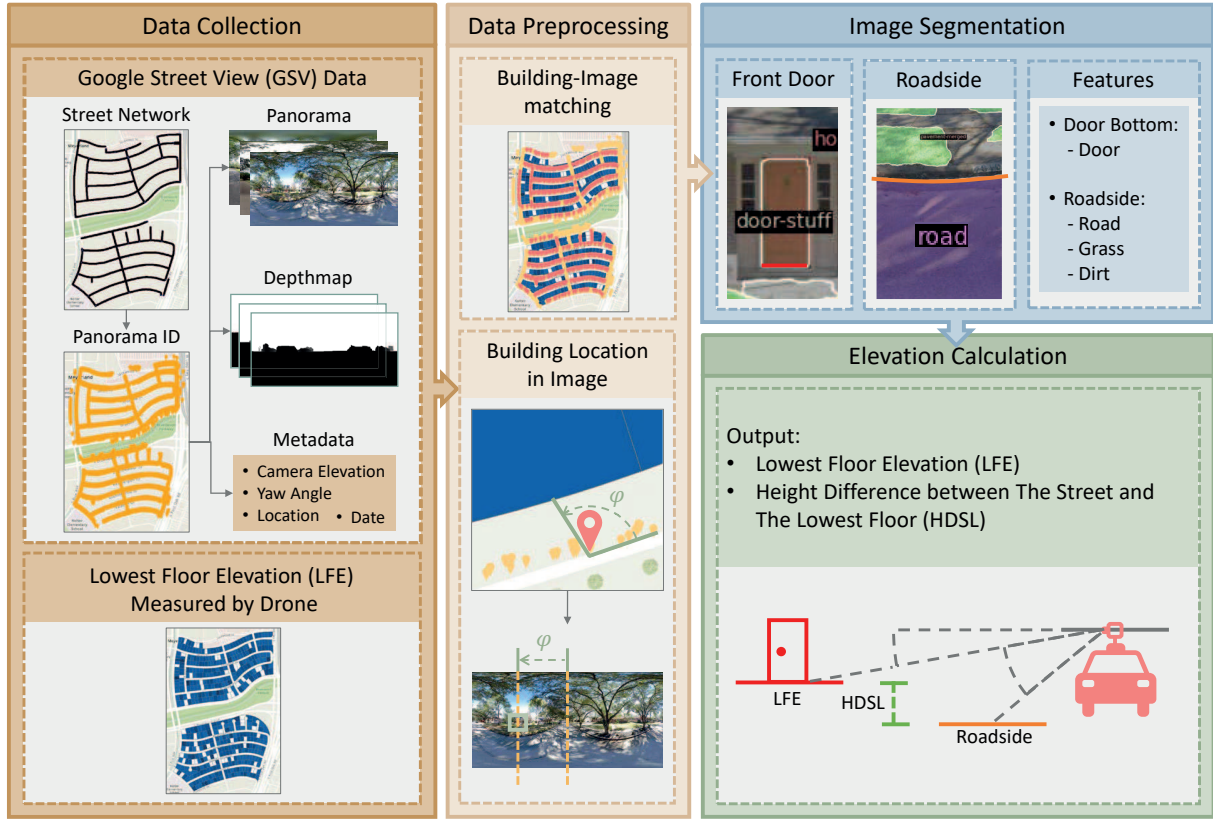 Data Collection
Google Street View (GSV) Data
Street Network
Panorama
Depthmap
Panorama ID
Metadata
• Camera Elevation
• Yaw Angle
• Location • Date
Lowest Floor Elevation (LFE)
Measured by Drone
Data Preprocessing
Building-Image
matching
Building Location
in Image
φ
φ
Image Segmentation
Front Door
ho
door-stuff
Roadside
pavement-merged
road
Features
• Door Bottom:
- Door
• Roadside:
- Road
- Grass
- Dirt
Elevation Calculation
Output:
• Lowest Floor Elevation (LFE)
• Height Difference between The Street and
The Lowest Floor (HDSL)
LFE
HDSL
Roadside